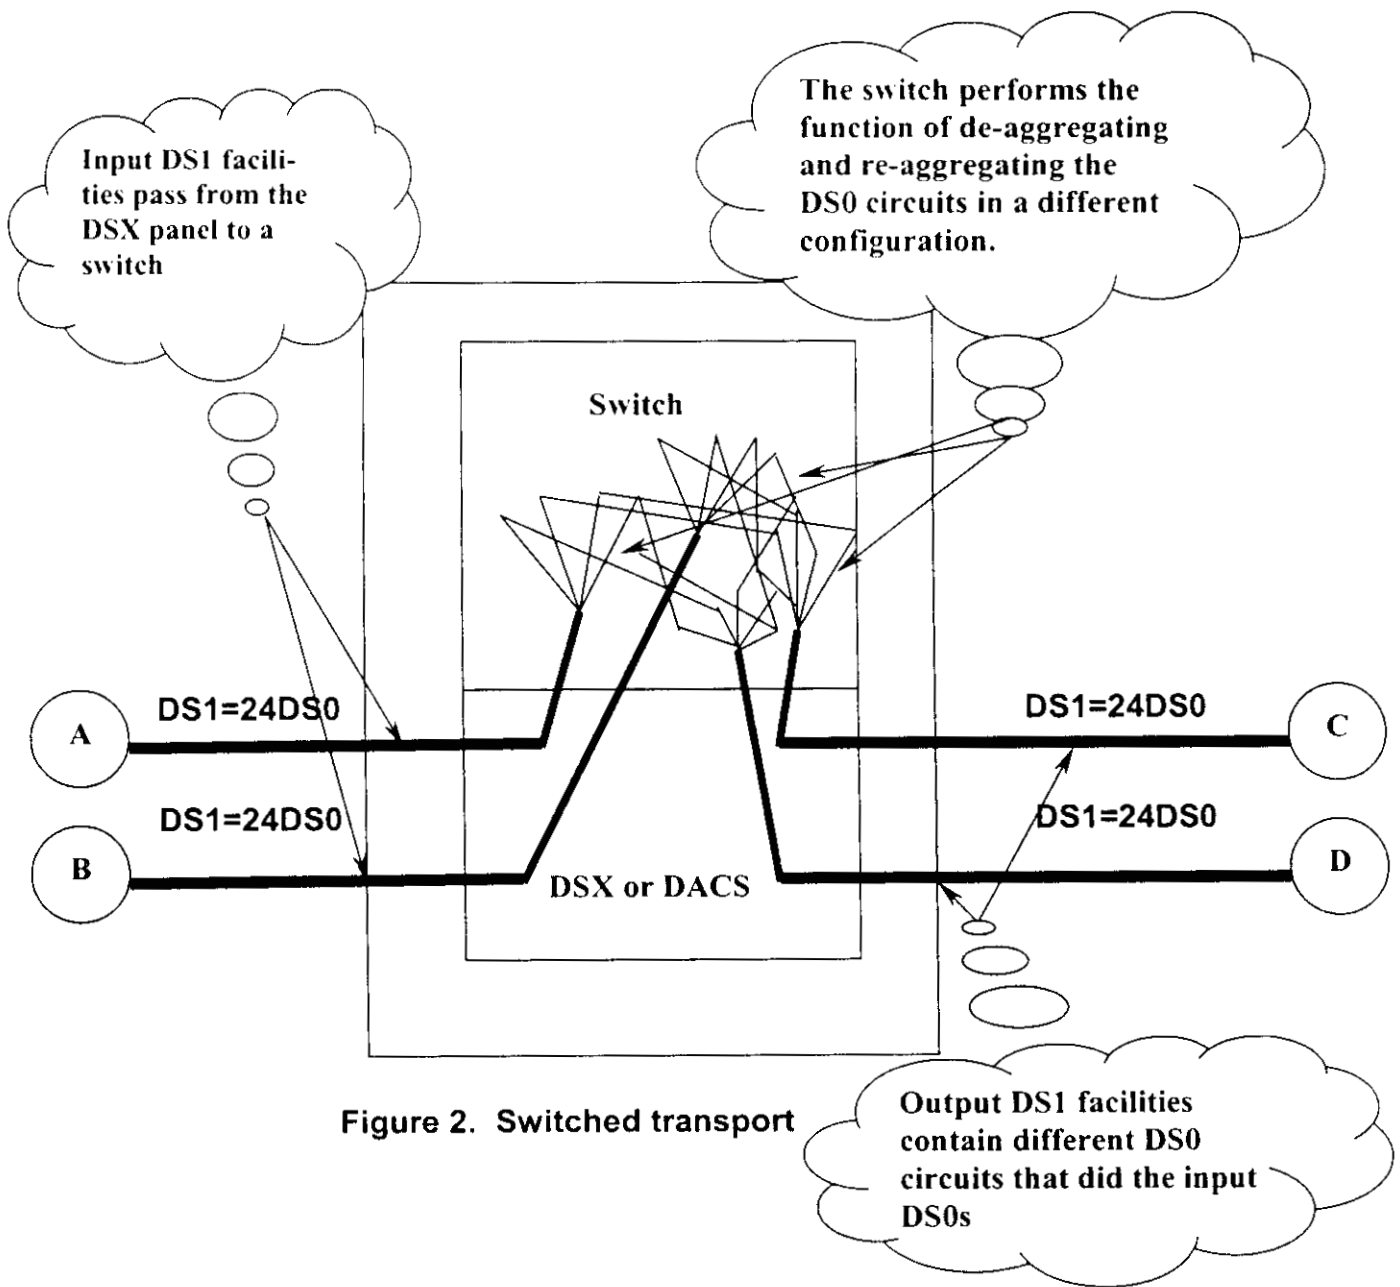 The switch performs the
function of de-aggregating
and re-aggregating the
DS0 circuits in a different
configuration.
Input DS1 facili-
ties pass from the
DSX panel to a
switch
Switch
A
DS1=24DS0
DS1=24DS0
C
B
DS1=24DS0
DS1=24DS0
D
DSX or DACS
Figure 2. Switched transport
Output DS1 facilities
contain different DS0
circuits that did the input
DS0s